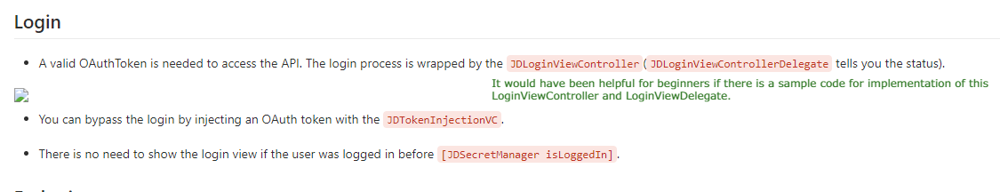 Login
A valid OAuthToken is needed to access the API. The login process is wrapped by the JDLoginViewController (JDLoginViewControllerDelegate tells you the status).
It would have been helpful for beginners if there is a sample code for implementation of this
LoginViewController and LoginViewDelegate.
You can bypass the login by injecting an OAuth token with the JDTokenInjectionVC.
There is no need to show the login view if the user was logged in before [JDSecretManager isLoggedIn].